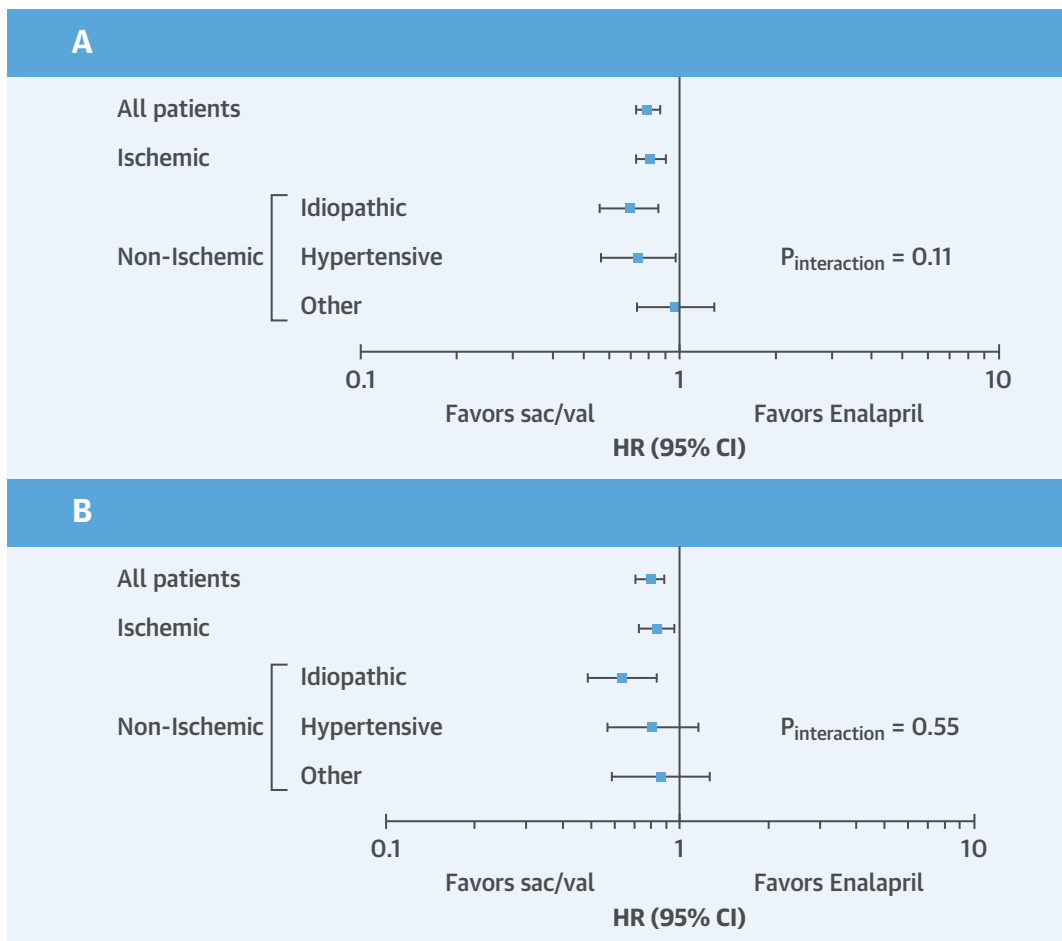 A
All patients
Ischemic
Idiopathic
Non-Ischemic Hypertensive P_interaction = 0.11
Other
0.1 1 10
Favors sac/val Favors Enalapril
HR (95% CI)
B
All patients
Ischemic
Idiopathic
Non-Ischemic Hypertensive P_interaction = 0.55
Other
0.1 1 10
Favors sac/val Favors Enalapril
HR (95% CI)